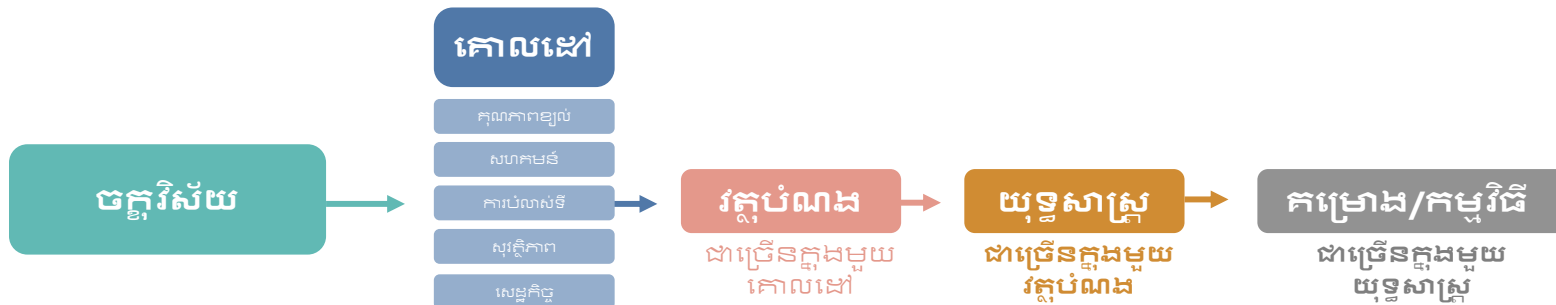 ចក្ខុវិស័យ
គោលដៅ
គុណភាពខ្យល់
សហគមន៍
ការបំលាស់ទី
សុវត្ថិភាព
សេដ្ឋកិច្ច
វត្ថុបំណង
ជាច្រើនក្នុងមួយ
គោលដៅ
យុទ្ធសាស្ត្រ
ជាច្រើនក្នុងមួយ
វត្ថុបំណង
គម្រោង/កម្មវិធី
ជាច្រើនក្នុងមួយ
យុទ្ធសាស្ត្រ